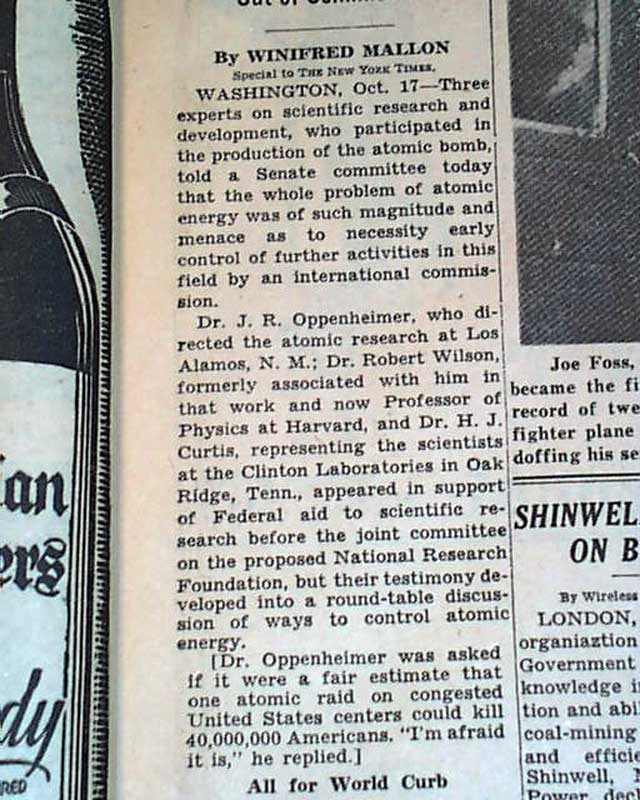 Out of
By WINIFRED MALLON
Special to THE NEW YORK TIMES.
WASHINGTON, Oct. 17—Three
experts on scientific research and
development, who participated in
the production of the atomic bomb,
told a Senate committee today
that the whole problem of atomic
energy was of such magnitude and
menace as to necessity early
control of further activities in this
field by an international commis-
sion.
Dr. J. R. Oppenheimer, who di-
rected the atomic research at Los
Alamos, N. M.; Dr. Robert Wilson,
formerly associated with him in
that work and now Professor of
Physics at Harvard, and Dr. H. J.
Curtis, representing the scientists
at the Clinton Laboratories in Oak
Ridge, Tenn., appeared in support
of Federal aid to scientific re-
search before the joint committee
on the proposed National Research
Foundation, but their testimony de-
veloped into a round-table discus-
sion of ways to control atomic
energy.
[Dr. Oppenheimer was asked
if it were a fair estimate that
one atomic raid on congested
United States centers could kill
40,000,000 Americans. "I'm afraid
it is," he replied.]
All for World Curb
Joe Foss,
became the fi
record of twe
fighter plane
doffing his se
SHINWEL
ON B
By Wireless
LONDON,
organiaztion
Government
knowledge i
tion and abil
coal-mining
and efficie
Shinwell,
Power, decl
an
ers
dy
RED